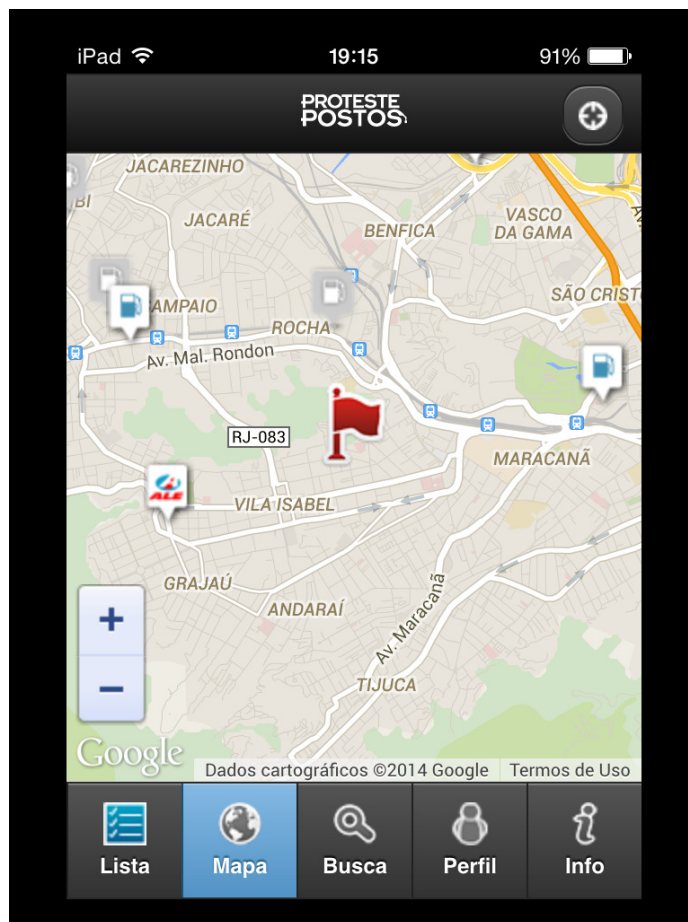 iPad 19:15 91%
PROTESTE
POSTOS
JACAREZINHO
BI
JACARÉ
BENFICA
VASCO
DA GAMA
AMPAIO
SÃO CRIST
ROCHA
Av. Mal. Rondon
RJ-083
MARACANÃ
ALE
VILA ISABEL
GRAJAÚ
ANDARAÍ
Av. Maracanã
TIJUCA
+
−
Google
Dados cartográficos ©2014 Google Termos de Uso
Lista Mapa Busca Perfil Info